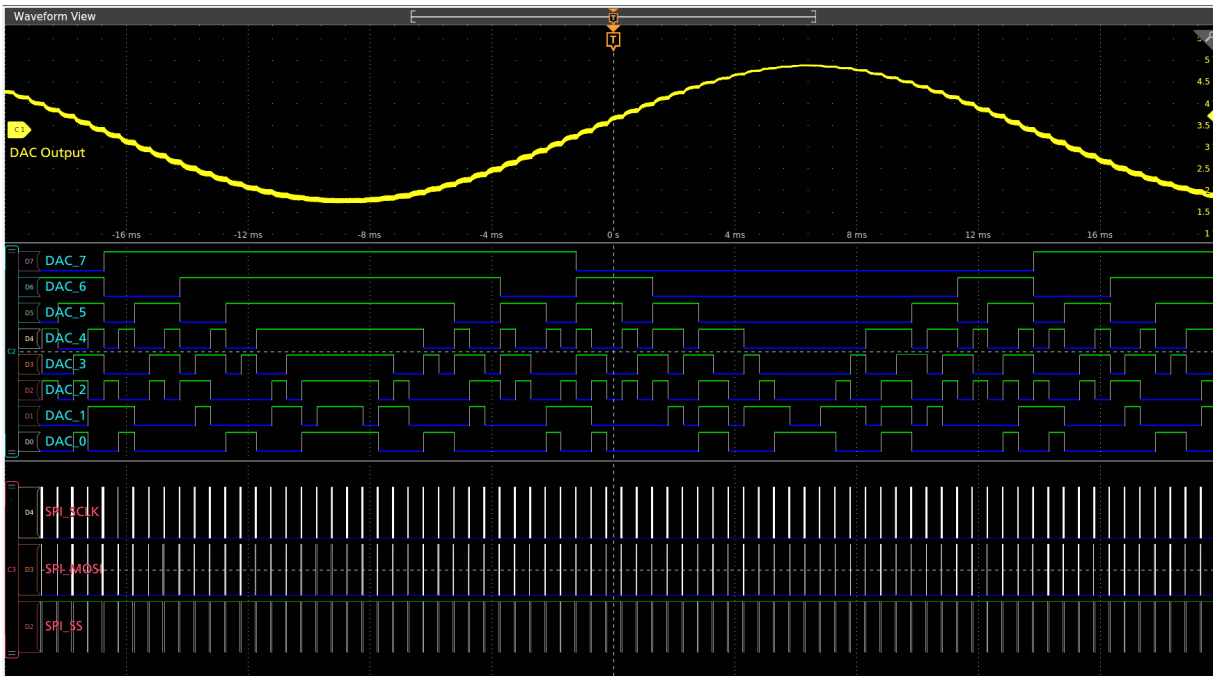 Waveform View
T
T
5
5
4.5
4
C 1
3.5
DAC Output
3
2.5
2
1.5
-16 ms -12 ms -8 ms -4 ms 0 s 4 ms 8 ms 12 ms 16 ms 1
D7 DAC_7
D6 DAC_6
D5 DAC_5
D4 DAC_4
C2
D3 DAC_3
D2 DAC_2
D1 DAC_1
D0 DAC_0
D4 SPI_SCLK
C3 D3 SPI_MOSI
D2 SPI_SS